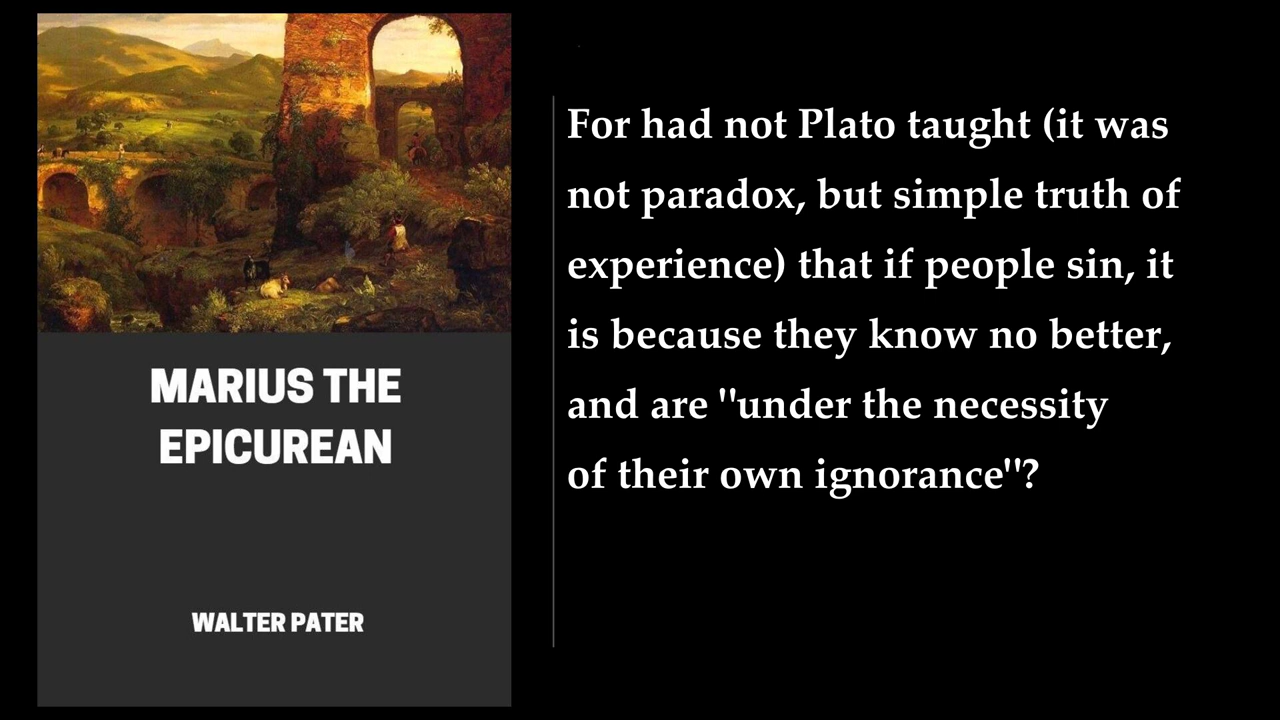 MARIUS THE
EPICUREAN
WALTER PATER
For had not Plato taught (it was
not paradox, but simple truth of
experience) that if people sin, it
is because they know no better,
and are "under the necessity
of their own ignorance"?